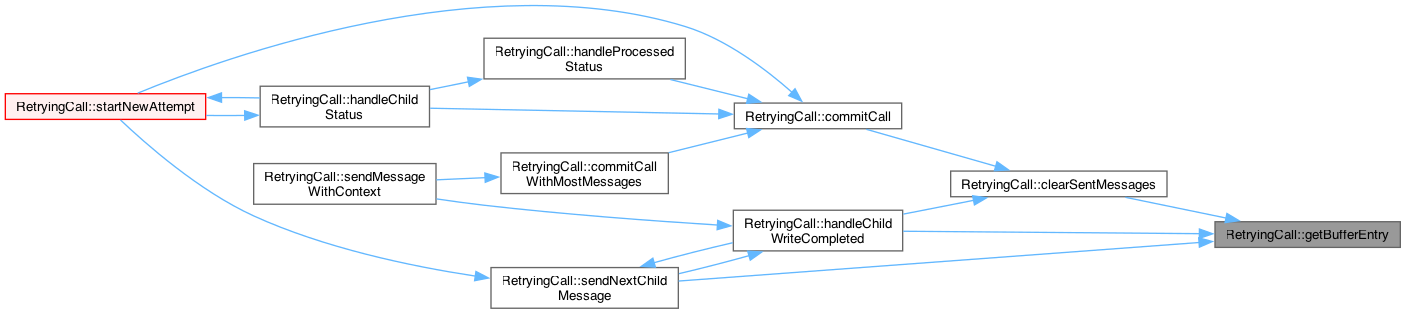 RetryingCall::startNewAttempt
RetryingCall::handleChild
Status
RetryingCall::handleProcessed
Status
RetryingCall::commitCall
RetryingCall::sendMessage
WithContext
RetryingCall::commitCall
WithMostMessages
RetryingCall::clearSentMessages
RetryingCall::handleChild
WriteCompleted
RetryingCall::getBufferEntry
RetryingCall::sendNextChild
Message